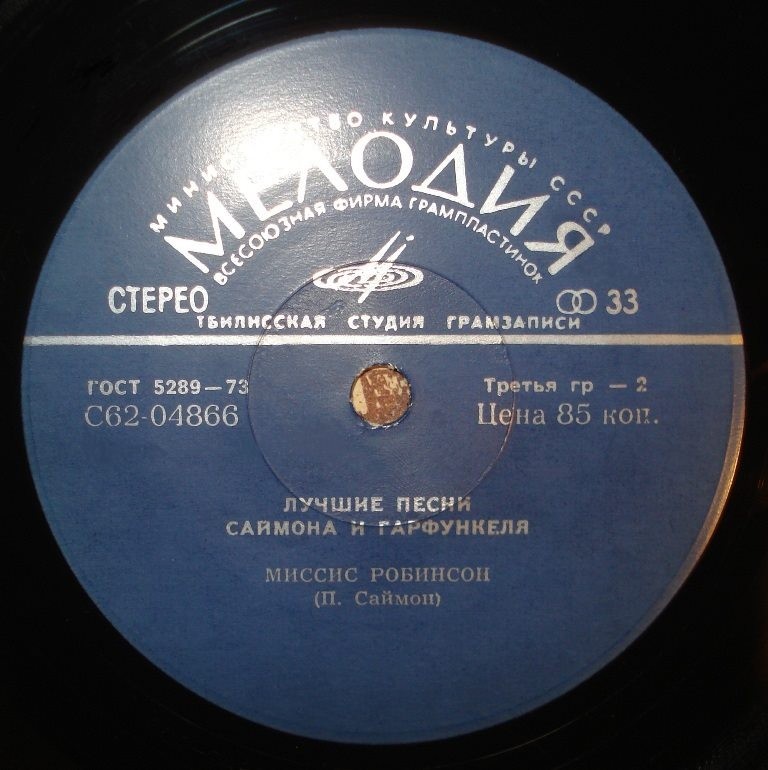 МИНИСТЕРСТВО КУЛЬТУРЫ СССР
МЕЛОДИЯ
ВСЕСОЮЗНАЯ ФИРМА ГРАМПЛАСТИНОК
СТЕРЕО 33
ТБИЛИССКАЯ СТУДИЯ ГРАМЗАПИСИ
ГОСТ 5289—73 Третья гр — 2
С62-04866 Цена 85 коп.
ЛУЧШИЕ ПЕСНИ
САЙМОНА И ГАРФУНКЕЛЯ
МИССИС РОБИНСОН
(П. Саймон)